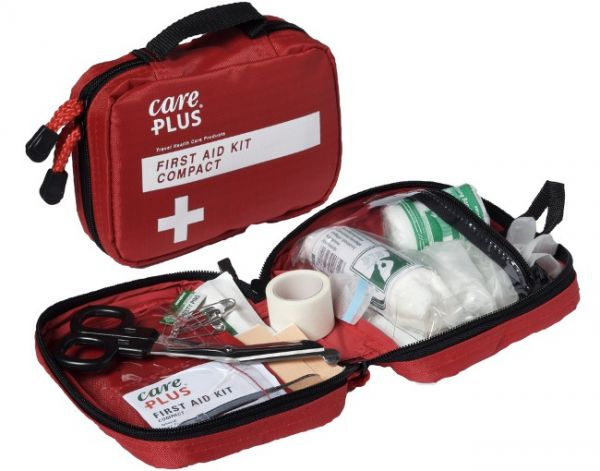 care®
PLUS
Travel Health Care Products
FIRST AID KIT
COMPACT
care
PLUS
FIRST AID KIT
COMPACT